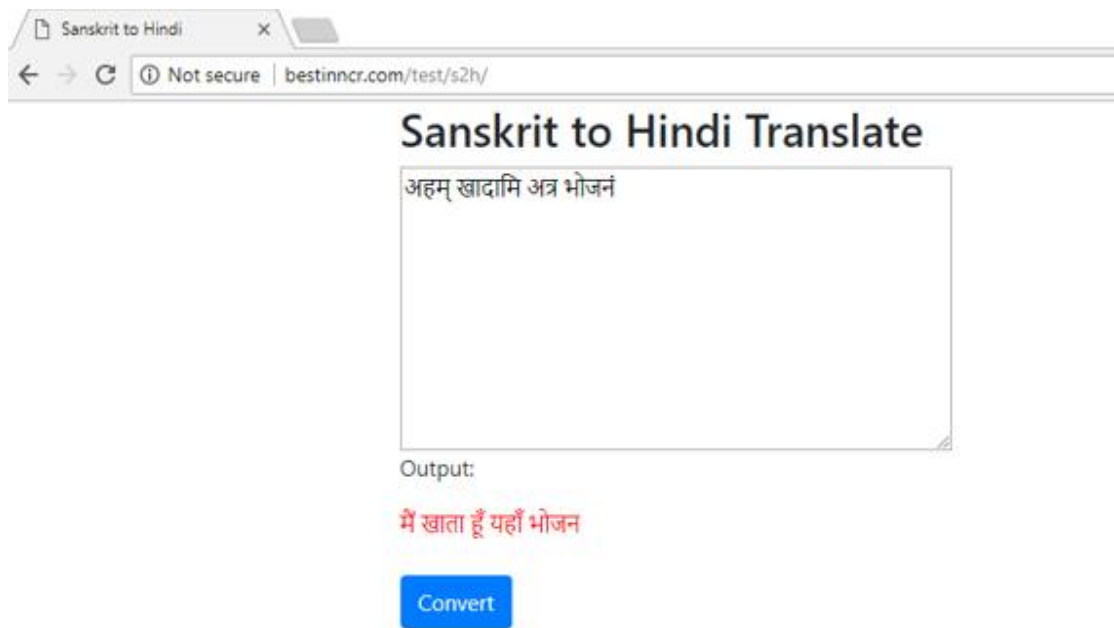 Sanskrit to Hindi
Not secure | bestinncr.com/test/s2h/
Sanskrit to Hindi Translate
अहम् खादामि अत्र भोजनं
Output:
मैं खाता हूँ यहाँ भोजन
Convert